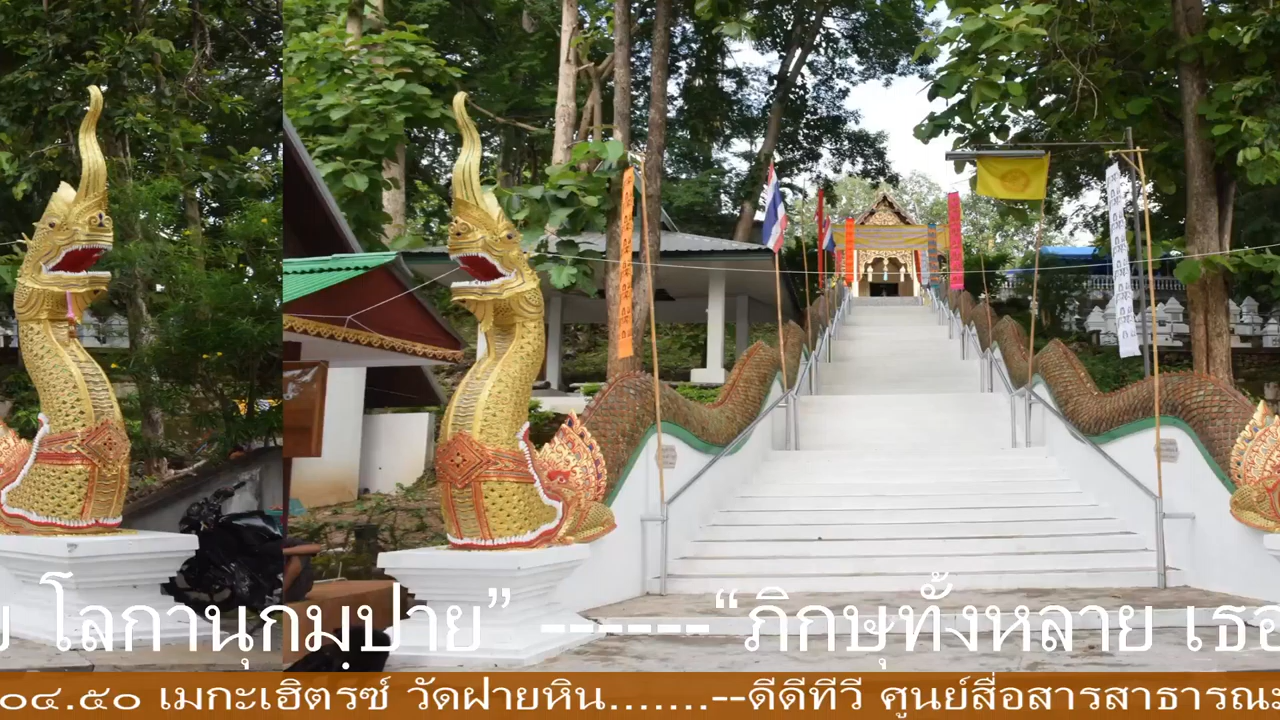 โลกานุกมฺปาย” ------ “ภิกษุทั้งหลาย เธอ
๐๔.๕๐ เมกะเฮิตรซ์ วัดฝายหิน.......--ดีดีทีวี ศูนย์สื่อสารสาธารณะ